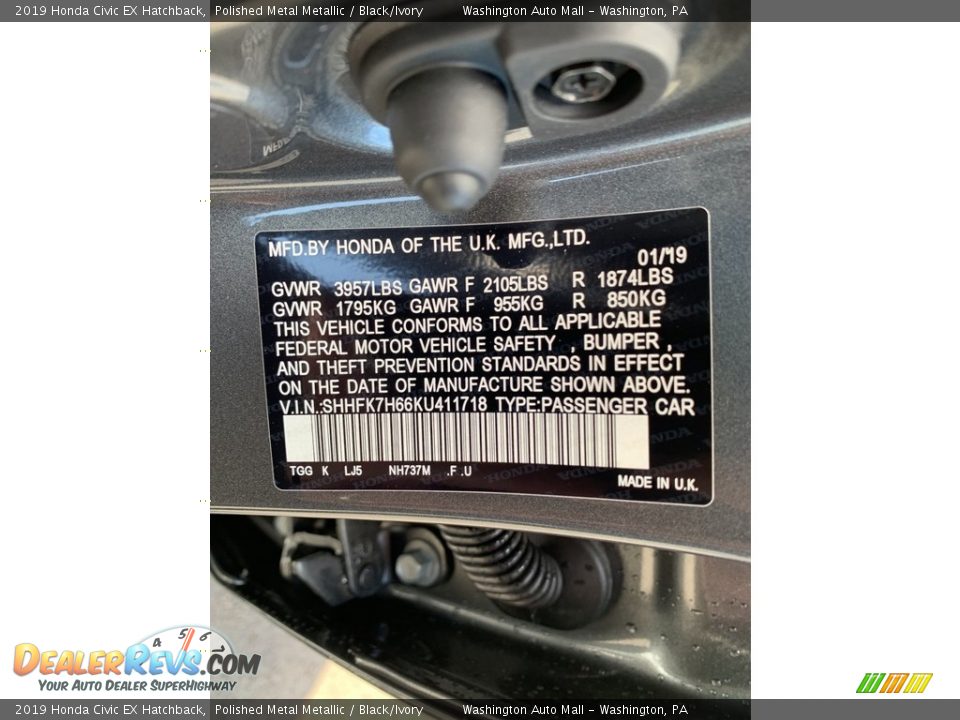 2019 Honda Civic EX Hatchback, Polished Metal Metallic / Black/Ivory Washington Auto Mall - Washington, PA
MFD.BY HONDA OF THE U.K. MFG.,LTD.
01/'19
GVWR 3957LBS GAWR F 2105LBS R 1874LBS
GVWR 1795KG GAWR F 955KG R 850KG
THIS VEHICLE CONFORMS TO ALL APPLICABLE
FEDERAL MOTOR VEHICLE SAFETY , BUMPER ,
AND THEFT PREVENTION STANDARDS IN EFFECT
ON THE DATE OF MANUFACTURE SHOWN ABOVE.
V.I.N.:SHHFK7H66KU411718 TYPE:PASSENGER CAR
TGG K LJ5 NH737M .F .U
MADE IN U.K.
4 5 6
DEALERREVS.COM
YOUR AUTO DEALER SUPERHIGHWAY
2019 Honda Civic EX Hatchback, Polished Metal Metallic / Black/Ivory Washington Auto Mall - Washington, PA